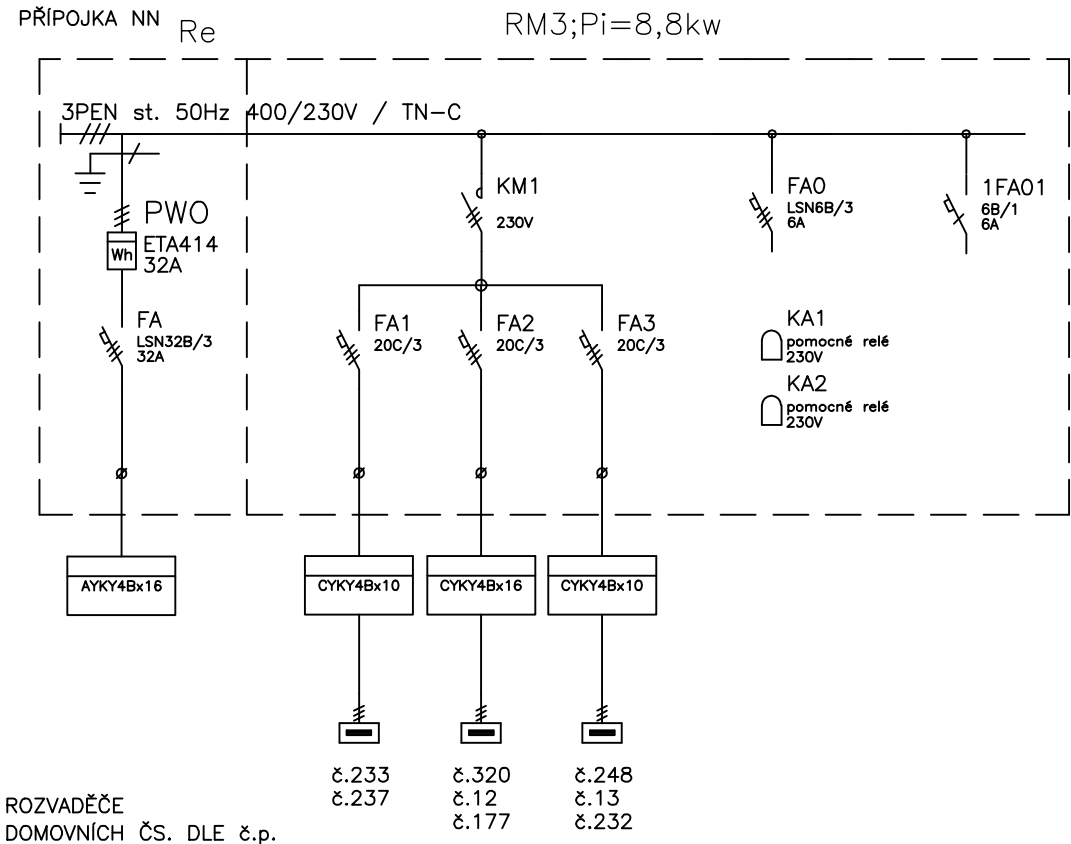 PŘÍPOJKA NN
Re
RM3;Pi=8,8kw
3PEN st. 50Hz 400/230V / TN-C
KM1
230V
FA0
LSN6B/3
6A
1FA01
6B/1
6A
PW0
Wh
ETA414
32A
FA
LSN32B/3
32A
FA1
20C/3
FA2
20C/3
FA3
20C/3
KA1
pomocné relé
230V
KA2
pomocné relé
230V
AYKY4Bx16
CYKY4Bx10
CYKY4Bx16
CYKY4Bx10
č.233
č.237
č.320
č.12
č.177
č.248
č.13
č.232
ROZVADĚČE
DOMOVNÍCH ČS. DLE č.p.